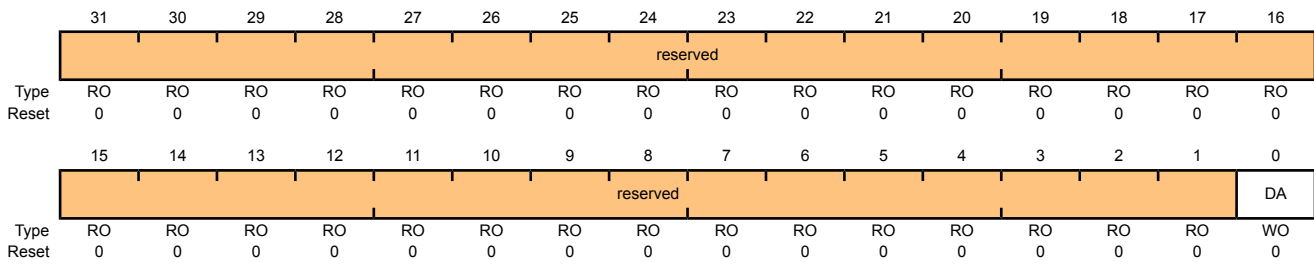 31 30 29 28 27 26 25 24 23 22 21 20 19 18 17 16
reserved
Type RO RO RO RO RO RO RO RO RO RO RO RO RO RO RO RO
Reset 0 0 0 0 0 0 0 0 0 0 0 0 0 0 0 0
15 14 13 12 11 10 9 8 7 6 5 4 3 2 1 0
reserved DA
Type RO RO RO RO RO RO RO RO RO RO RO RO RO RO RO WO
Reset 0 0 0 0 0 0 0 0 0 0 0 0 0 0 0 0